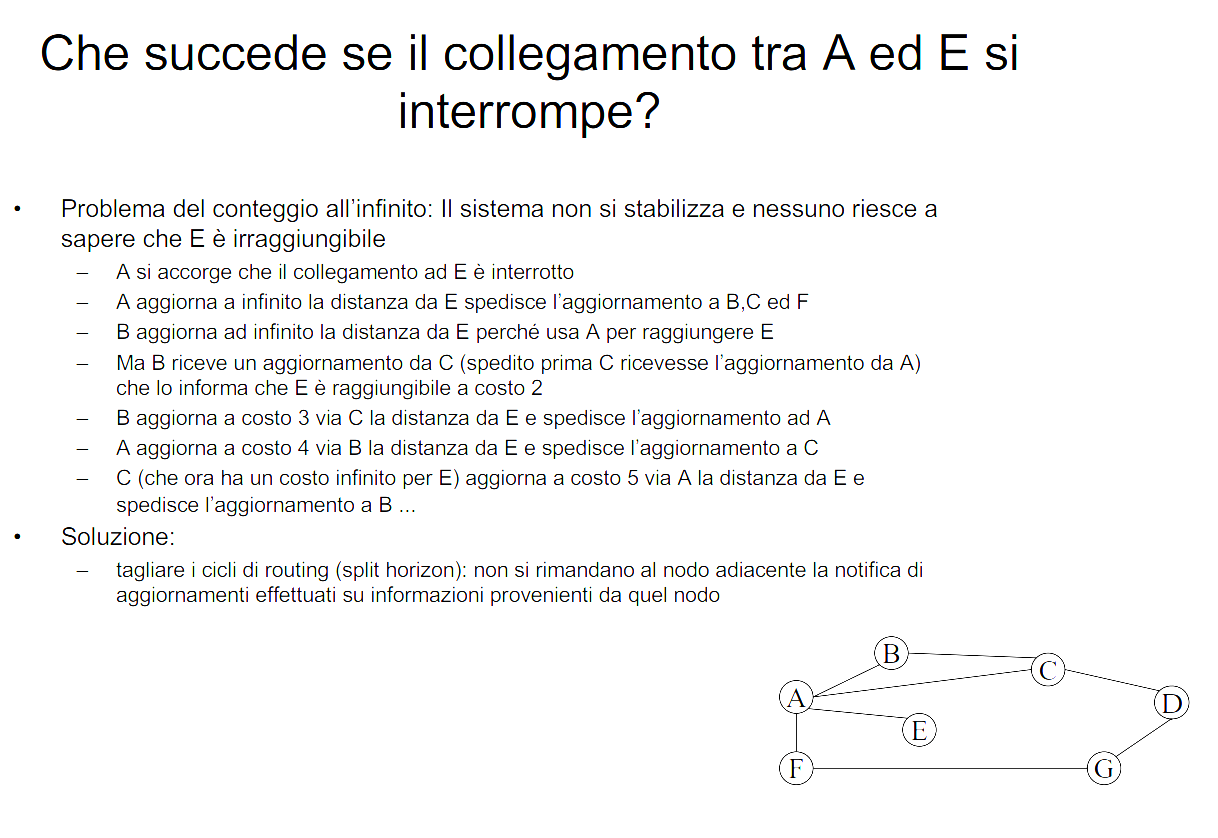 Che succede se il collegamento tra A ed E si
interrompe?
• Problema del conteggio all’infinito: Il sistema non si stabilizza e nessuno riesce a
sapere che E è irraggiungibile
– A si accorge che il collegamento ad E è interrotto
– A aggiorna a infinito la distanza da E spedisce l’aggiornamento a B,C ed F
– B aggiorna ad infinito la distanza da E perché usa A per raggiungere E
– Ma B riceve un aggiornamento da C (spedito prima C ricevesse l’aggiornamento da A)
che lo informa che E è raggiungibile a costo 2
– B aggiorna a costo 3 via C la distanza da E e spedisce l’aggiornamento ad A
– A aggiorna a costo 4 via B la distanza da E e spedisce l’aggiornamento a C
– C (che ora ha un costo infinito per E) aggiorna a costo 5 via A la distanza da E e
spedisce l’aggiornamento a B ...
• Soluzione:
– tagliare i cicli di routing (split horizon): non si rimandano al nodo adiacente la notifica di
aggiornamenti effettuati su informazioni provenienti da quel nodo
B
C
A
D
E
F
G